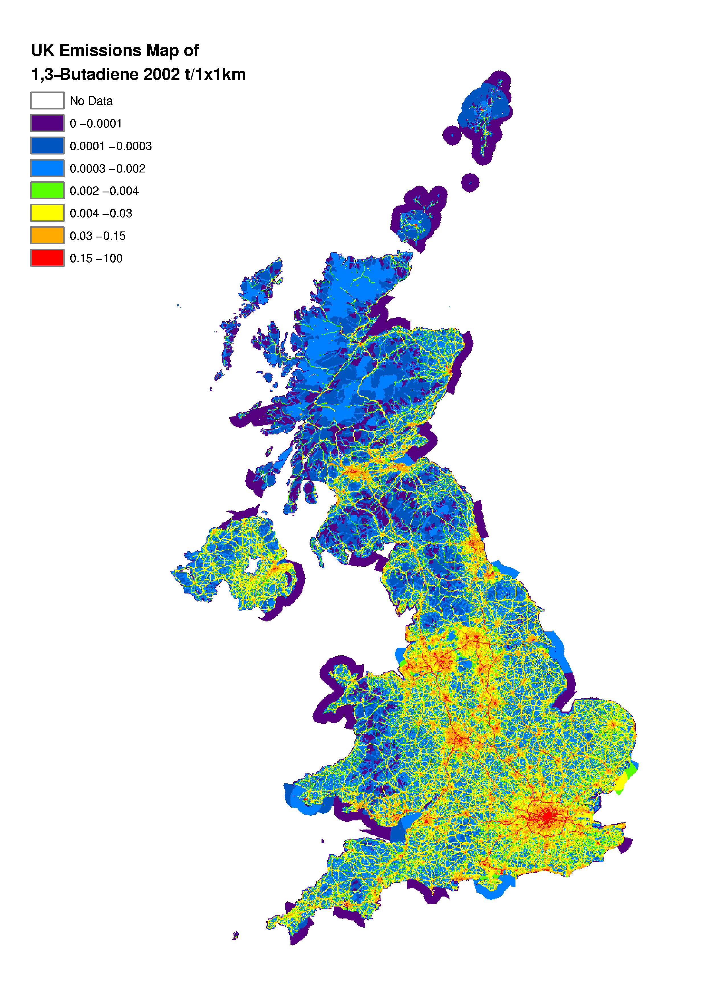 UK Emissions Map of
1,3–Butadiene 2002 t/1x1km
No Data
0 –0.0001
0.0001 –0.0003
0.0003 –0.002
0.002 –0.004
0.004 –0.03
0.03 –0.15
0.15 –100